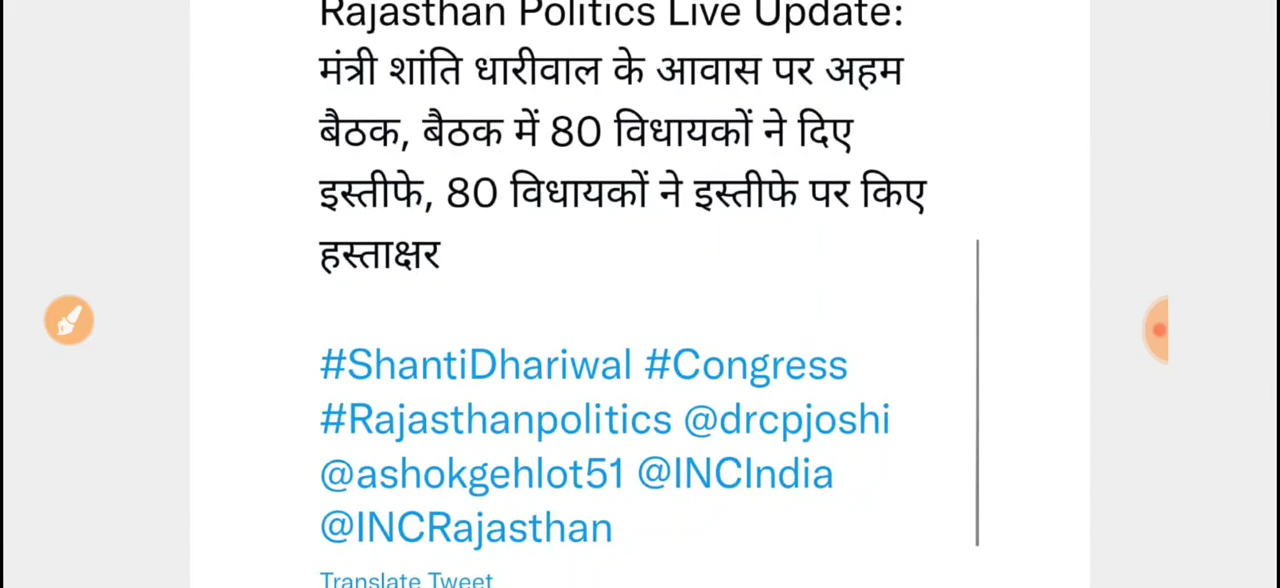 Rajasthan Politics Live Update:
मंत्री शांति धारीवाल के आवास पर अहम
बैठक, बैठक में 80 विधायकों ने दिए
इस्तीफे, 80 विधायकों ने इस्तीफे पर किए
हस्ताक्षर
#ShantiDhariwal #Congress
#Rajasthanpolitics @drcpjoshi
@ashokgehlot51 @INCIndia
@INCRajasthan
Translate Tweet